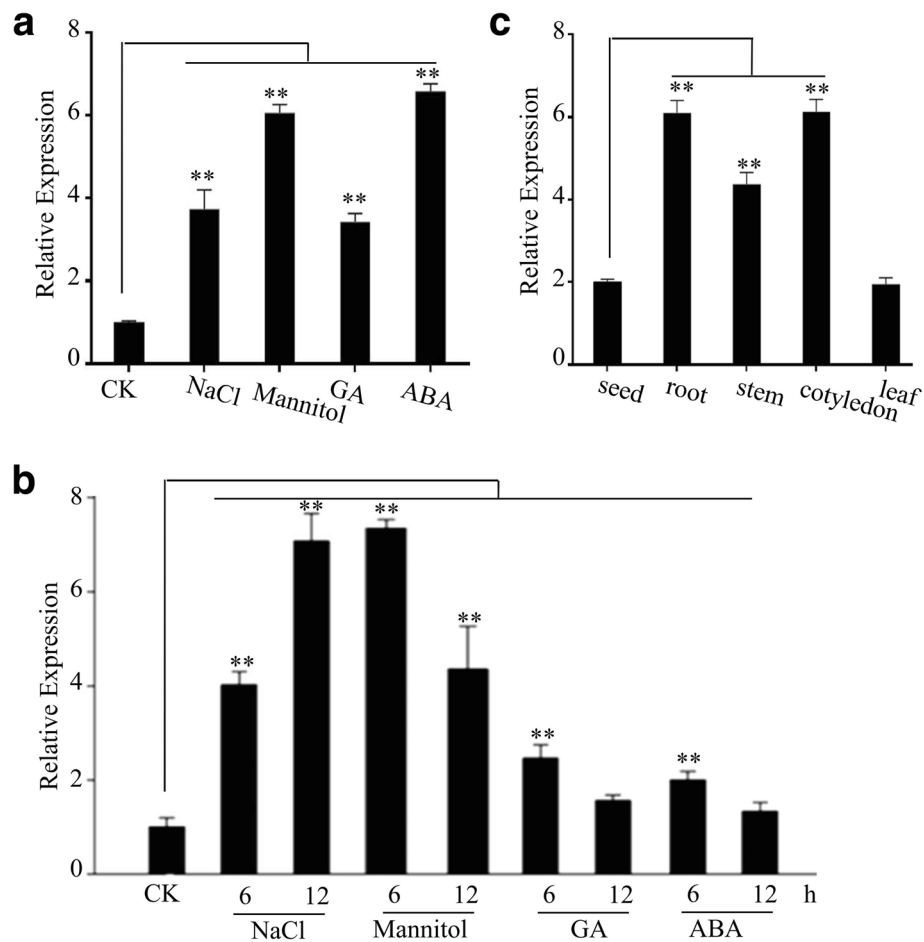 a
8
6
4
2
0
Relative Expression
**
**
**
**
CK
NaCl
Mannitol
GA
ABA
c
8
6
4
2
0
Relative Expression
**
**
**
seed
root
stem
cotyledon
leaf
b
8
6
4
2
0
Relative Expression
**
**
**
**
**
**
CK
6 12 6 12 6 12 6 12 h
NaCl Mannitol GA ABA